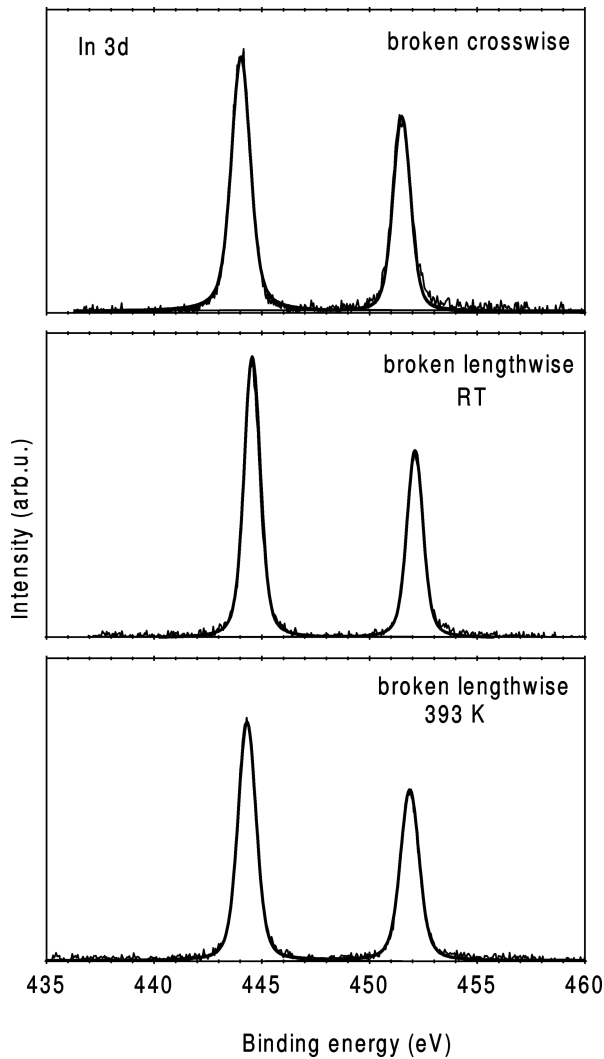 In 3d
broken crosswise
broken lengthwise
RT
Intensity (arb.u.)
broken lengthwise
393 K
435 440 445 450 455 460
Binding energy (eV)